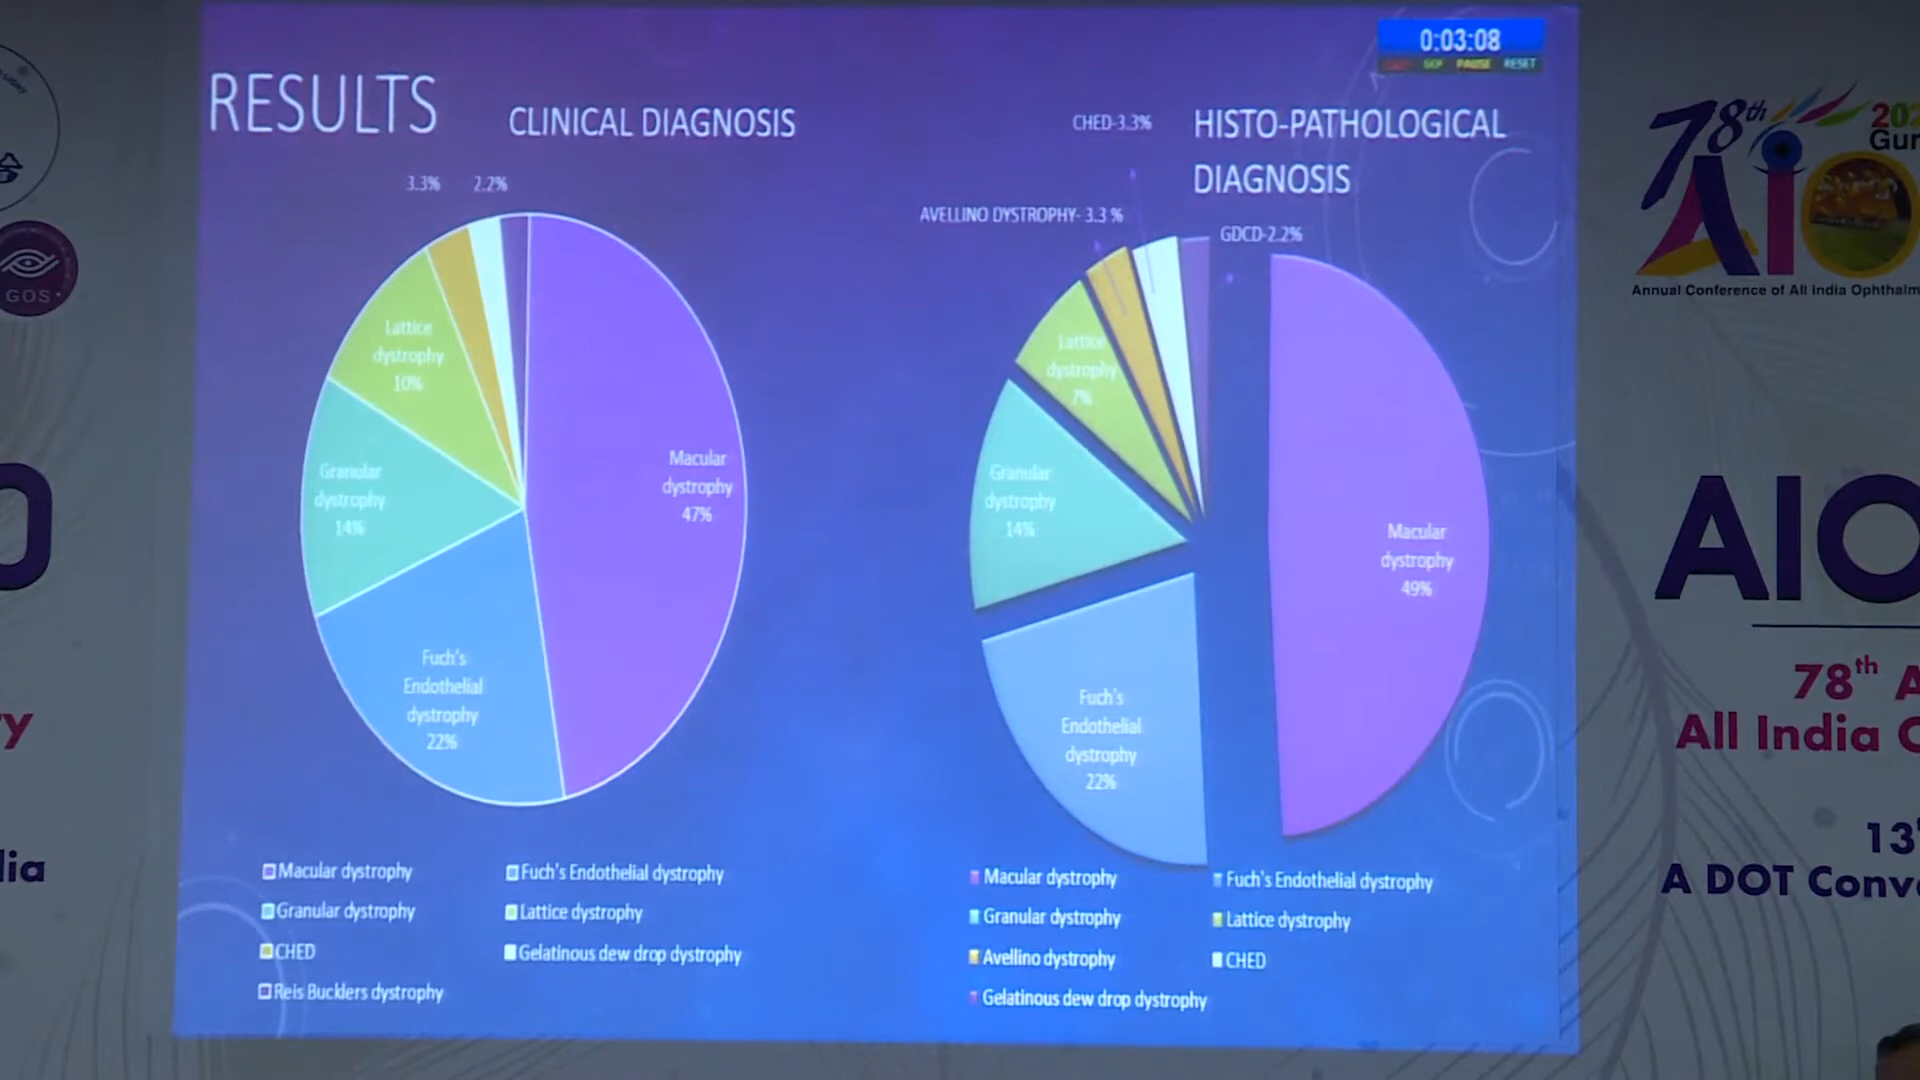 0:03:08
PAUSE RESET
RESULTS
CLINICAL DIAGNOSIS
3.3% 2.2%
Lattice
dystrophy
10%
Granular
dystrophy
14%
Macular
dystrophy
47%
Fuch's
Endothelial
dystrophy
22%
Macular dystrophy
Fuch's Endothelial dystrophy
Granular dystrophy
Lattice dystrophy
CHED
Gelatinous dew drop dystrophy
Reis Bucklers dystrophy
HISTO-PATHOLOGICAL
DIAGNOSIS
CHED-3.3%
AVELLINO DYSTROPHY- 3.3 %
GDCD-2.2%
Lattice
dystrophy
7%
Granular
dystrophy
14%
Macular
dystrophy
49%
Fuch's
Endothelial
dystrophy
22%
Macular dystrophy
Fuch's Endothelial dystrophy
Granular dystrophy
Lattice dystrophy
Avellino dystrophy
CHED
Gelatinous dew drop dystrophy
GOS
78th
AIO
Annual Conference of All India
AIO
78th A
All India
13
A DOT